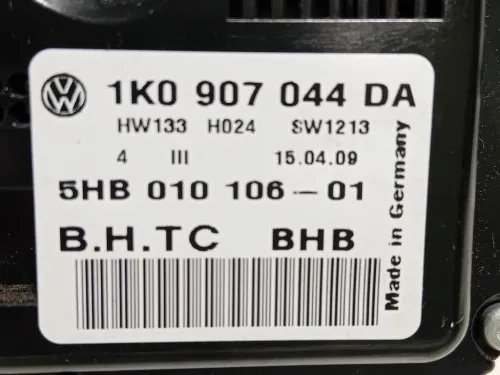 1K0 907 044 DA
HW133 H024 SW1213
4 III 15.04.09
5HB 010 106-01
B.H.TC BHB
Made in Germany